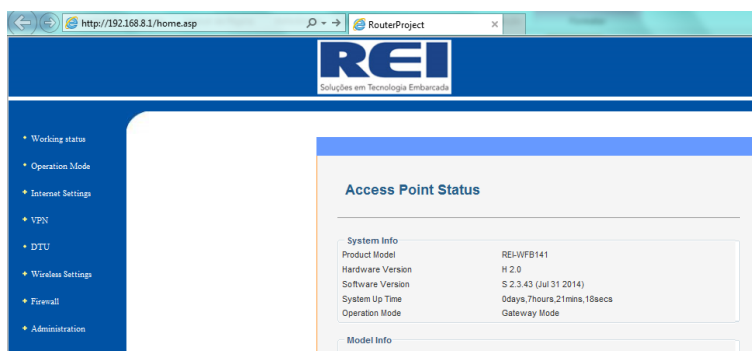 http://192.168.8.1/home.asp
RouterProject
REI
Soluções em Tecnologia Embarcada
Working status
Operation Mode
Internet Settings
VPN
DTU
Wireless Settings
Firewall
Administration
Access Point Status
System Info
Product Model REI-WFB141
Hardware Version H 2.0
Software Version S 2.3.43 (Jul 31 2014)
System Up Time 0days,7hours,21mins,18secs
Operation Mode Gateway Mode
Model Info